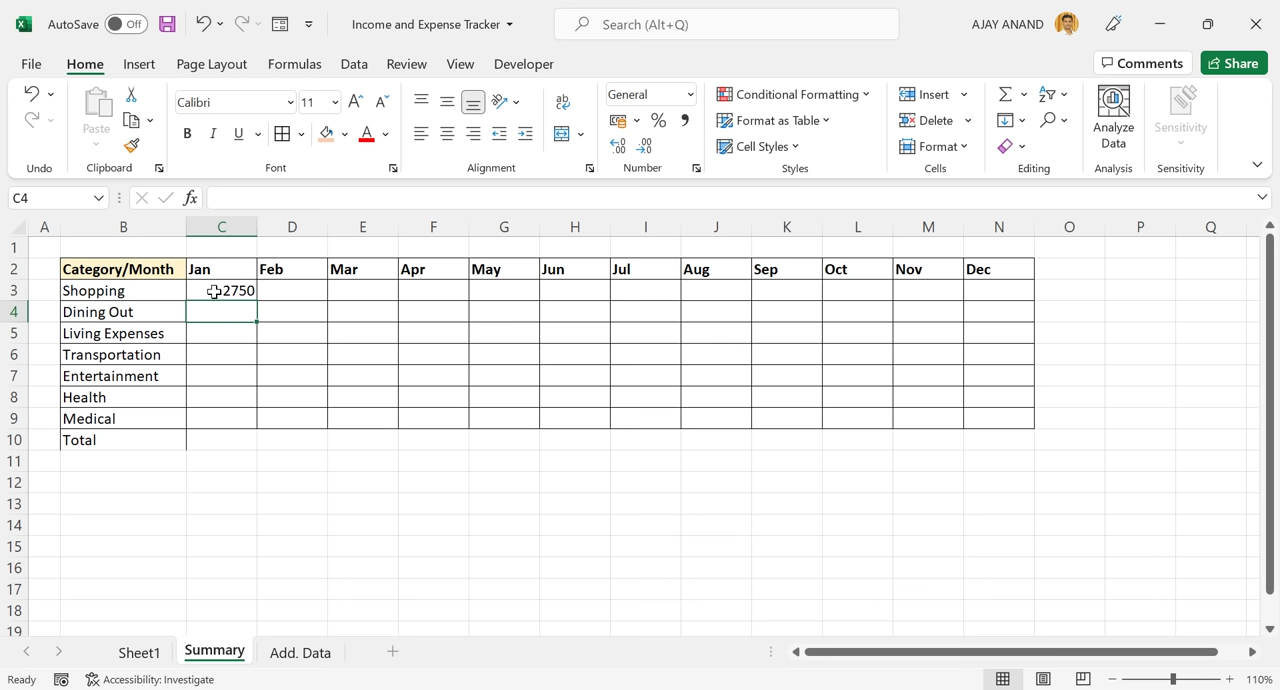 AutoSave Off Income and Expense Tracker Search (Alt+Q) AJAY ANAND
File Home Insert Page Layout Formulas Data Review View Developer Comments Share
Paste Calibri 11 General Conditional Formatting Insert Analyze Data Sensitivity
B I U Format as Table Delete
Cell Styles Format
Undo Clipboard Font Alignment Number Styles Cells Editing Analysis Sensitivity
C4 fx
A B C D E F G H I J K L M N O P Q
1
2 Category/Month Jan Feb Mar Apr May Jun Jul Aug Sep Oct Nov Dec
3 Shopping 2750
4 Dining Out
5 Living Expenses
6 Transportation
7 Entertainment
8 Health
9 Medical
10 Total
11
12
13
14
15
16
17
18
19
Sheet1 Summary Add. Data
Ready Accessibility: Investigate 110%